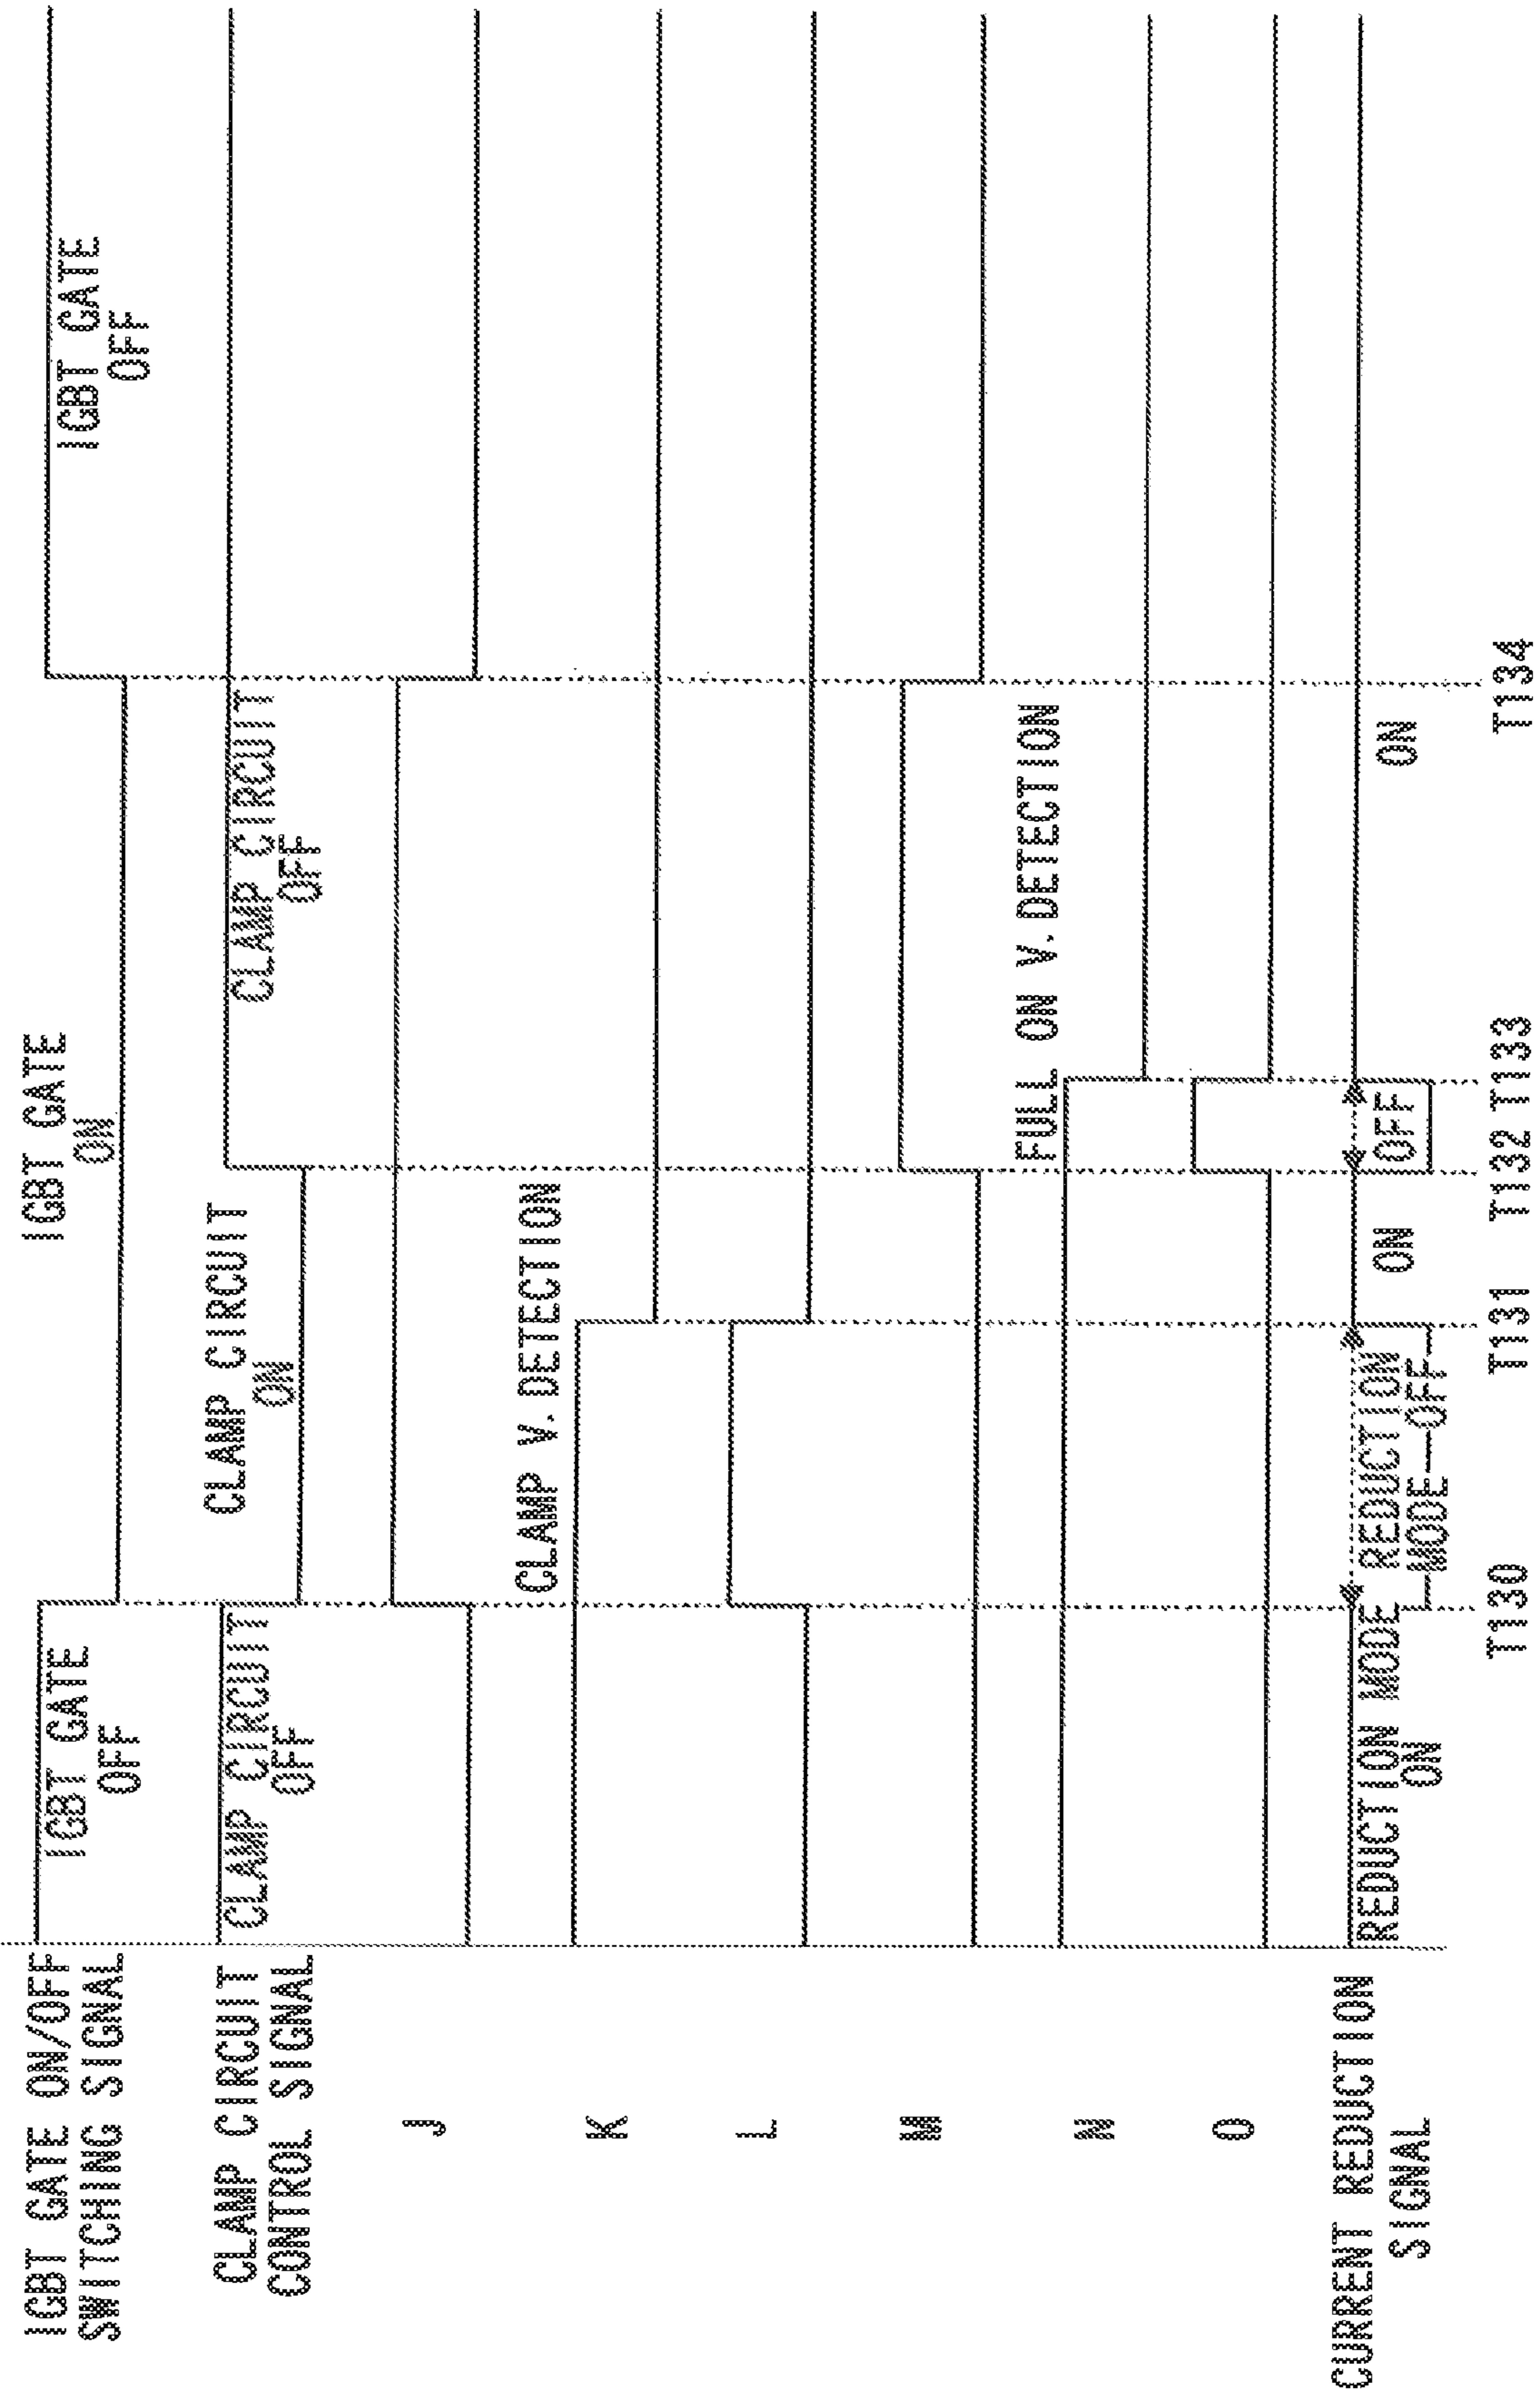 IGBT GATE ON/OFF
SWITCHING SIGNAL
IGBT GATE
OFF
IGBT GATE
ON
IGBT GATE
OFF
CLAMP CIRCUIT
CONTROL SIGNAL
CLAMP CIRCUIT
OFF
CLAMP CIRCUIT
ON
CLAMP CIRCUIT
OFF
J
K
CLAMP V. DETECTION
L
M
N
FULL ON V. DETECTION
O
CURRENT REDUCTION
SIGNAL
REDUCTION MODE
ON
REDUCTION
MODE OFF
ON
OFF
ON
T130
T131
T132
T133
T134